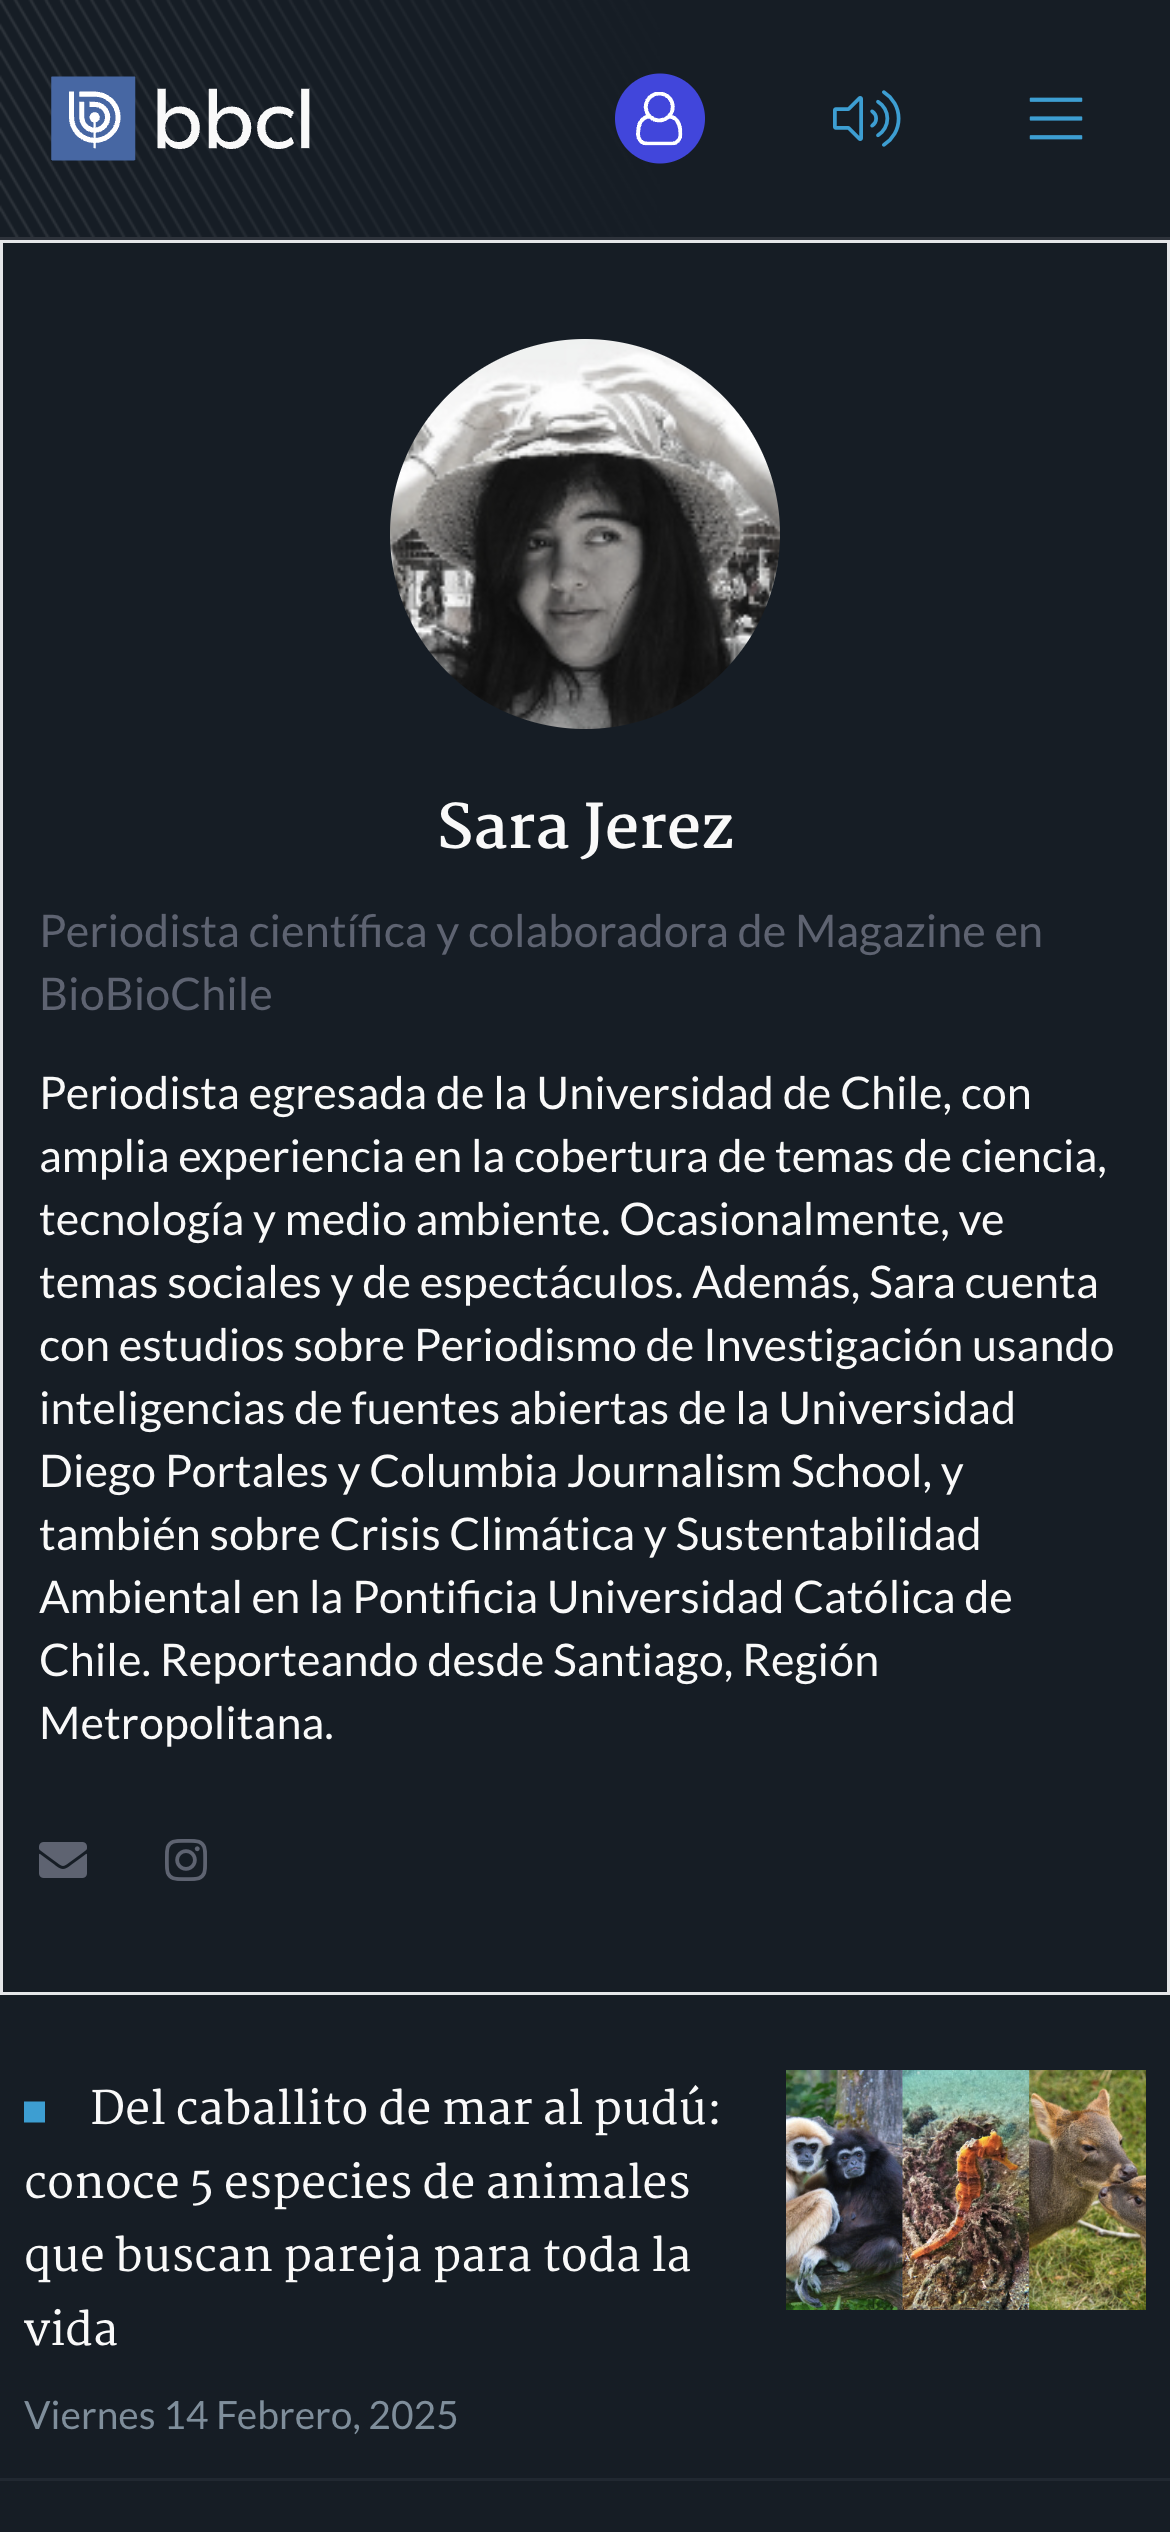 bbcl
Sara Jerez
Periodista científica y colaboradora de Magazine en
BioBioChile
Periodista egresada de la Universidad de Chile, con
amplia experiencia en la cobertura de temas de ciencia,
tecnología y medio ambiente. Ocasionalmente, ve
temas sociales y de espectáculos. Además, Sara cuenta
con estudios sobre Periodismo de Investigación usando
inteligencias de fuentes abiertas de la Universidad
Diego Portales y Columbia Journalism School, y
también sobre Crisis Climática y Sustentabilidad
Ambiental en la Pontificia Universidad Católica de
Chile. Reporteando desde Santiago, Región
Metropolitana.
Del caballito de mar al pudú:
conoce 5 especies de animales
que buscan pareja para toda la
vida
Viernes 14 Febrero, 2025